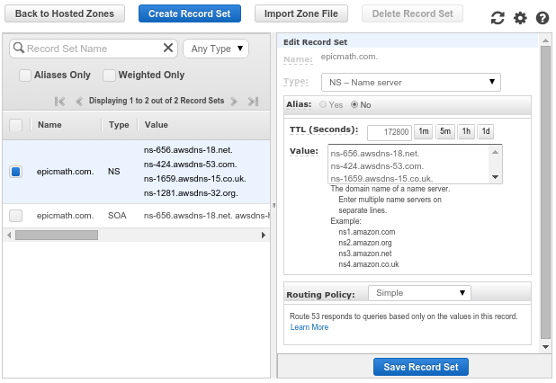 Back to Hosted Zones
Create Record Set
Import Zone File
Delete Record Set
Record Set Name
Any Type
Aliases Only
Weighted Only
Displaying 1 to 2 out of 2 Record Sets
Name Type Value
epicmath.com. NS
ns-656.awsdns-18.net.
ns-424.awsdns-53.com.
ns-1659.awsdns-15.co.uk.
ns-1281.awsdns-32.org.
epicmath.com. SOA ns-656.awsdns-18.net. awsdns-h
Edit Record Set
Name: epicmath.com.
Type: NS – Name server
Alias: Yes No
TTL (Seconds): 172800 1m 5m 1h 1d
Value:
ns-656.awsdns-18.net.
ns-424.awsdns-53.com.
ns-1659.awsdns-15.co.uk.
The domain name of a name server.
Enter multiple name servers on
separate lines.
Example:
ns1.amazon.com
ns2.amazon.org
ns3.amazon.net
ns4.amazon.co.uk
Routing Policy: Simple
Route 53 responds to queries based only on the values in this record.
Learn More
Save Record Set